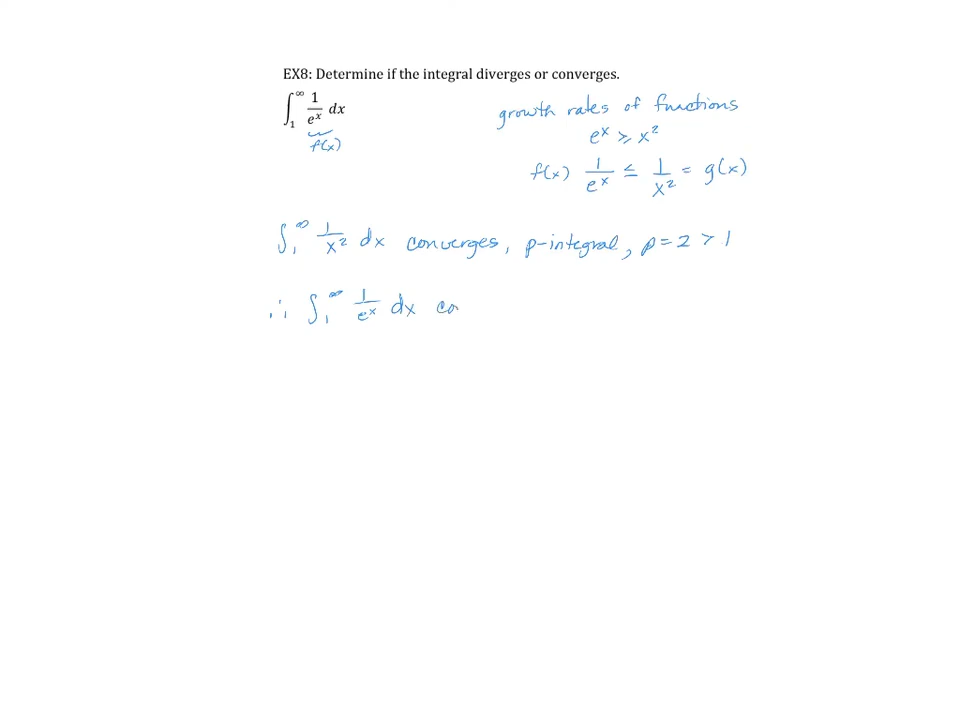 EX8: Determine if the integral diverges or converges.
∫₁^∞ 1/eˣ dx
f(x)
growth rates of functions
eˣ ≥ x²
f(x) 1/eˣ ≤ 1/x² = g(x)
∫₁^∞ 1/x² dx converges, p-integral, p = 2 > 1
∴ ∫₁^∞ 1/eˣ dx co